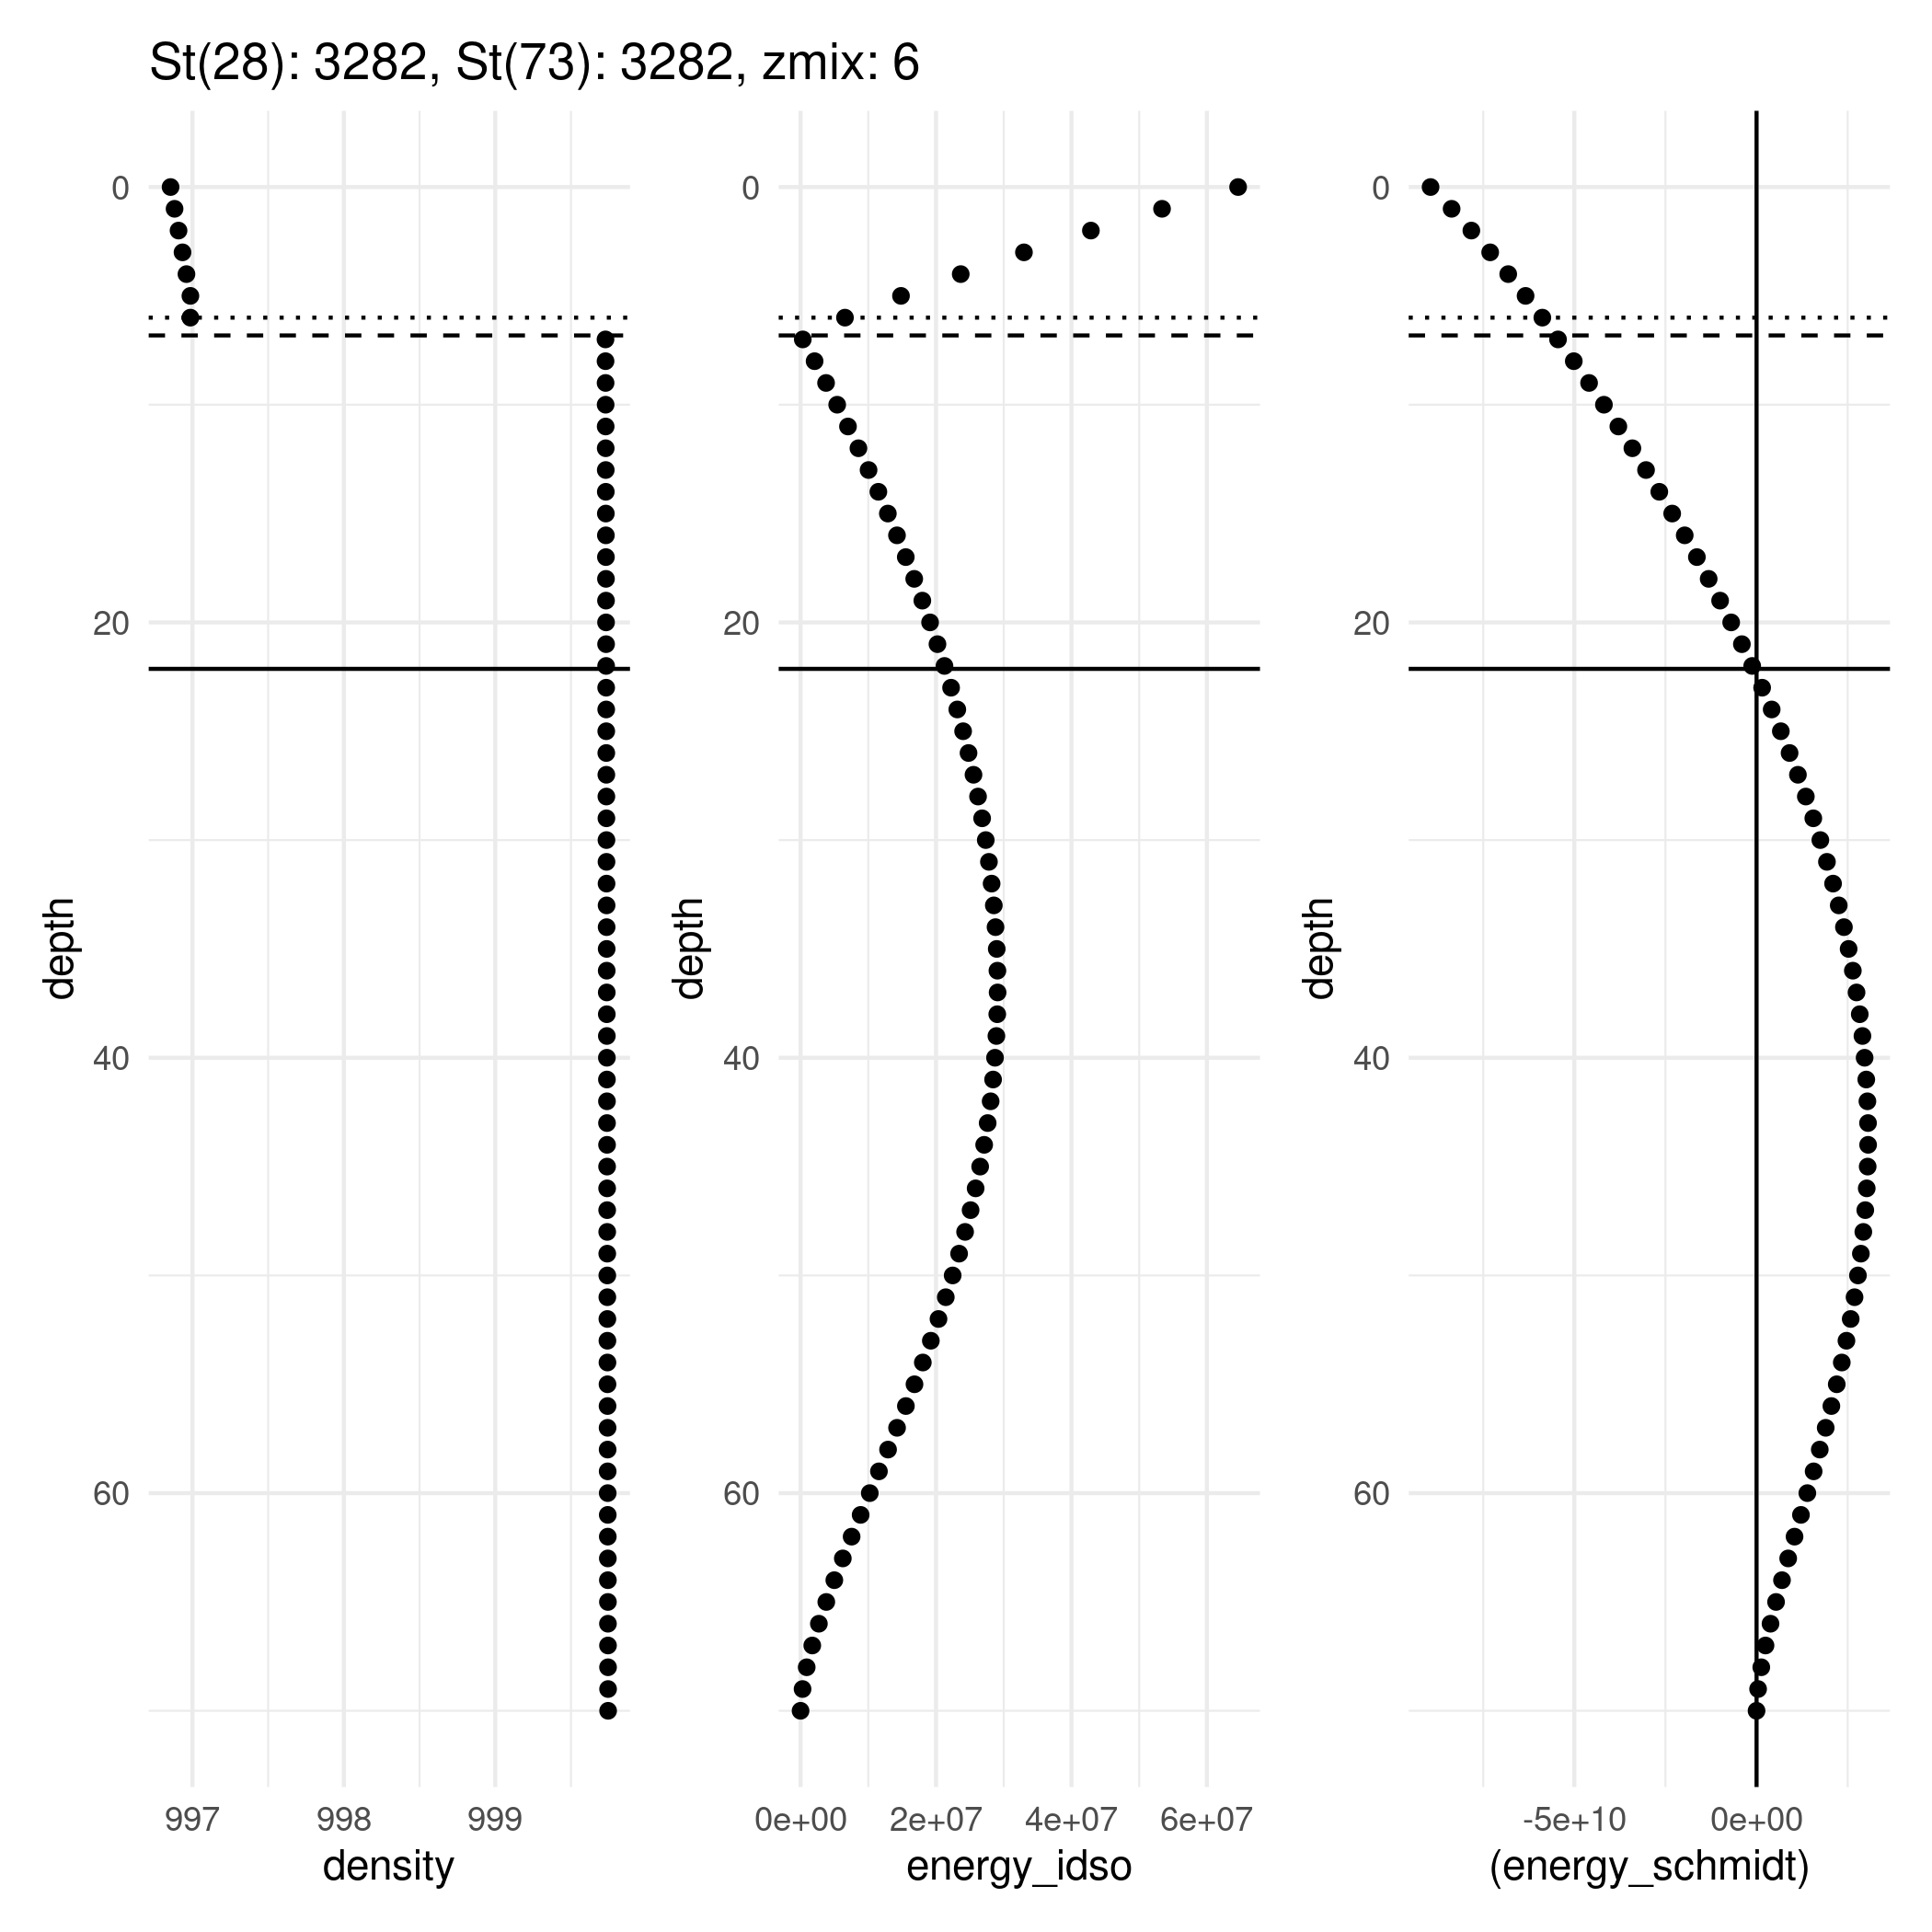 St(28): 3282, St(73): 3282, zmix: 6
0
20
40
60
depth
997 998 999
density
0
20
40
60
depth
0e+00 2e+07 4e+07 6e+07
energy_idso
0
20
40
60
depth
-5e+10 0e+00
(energy_schmidt)